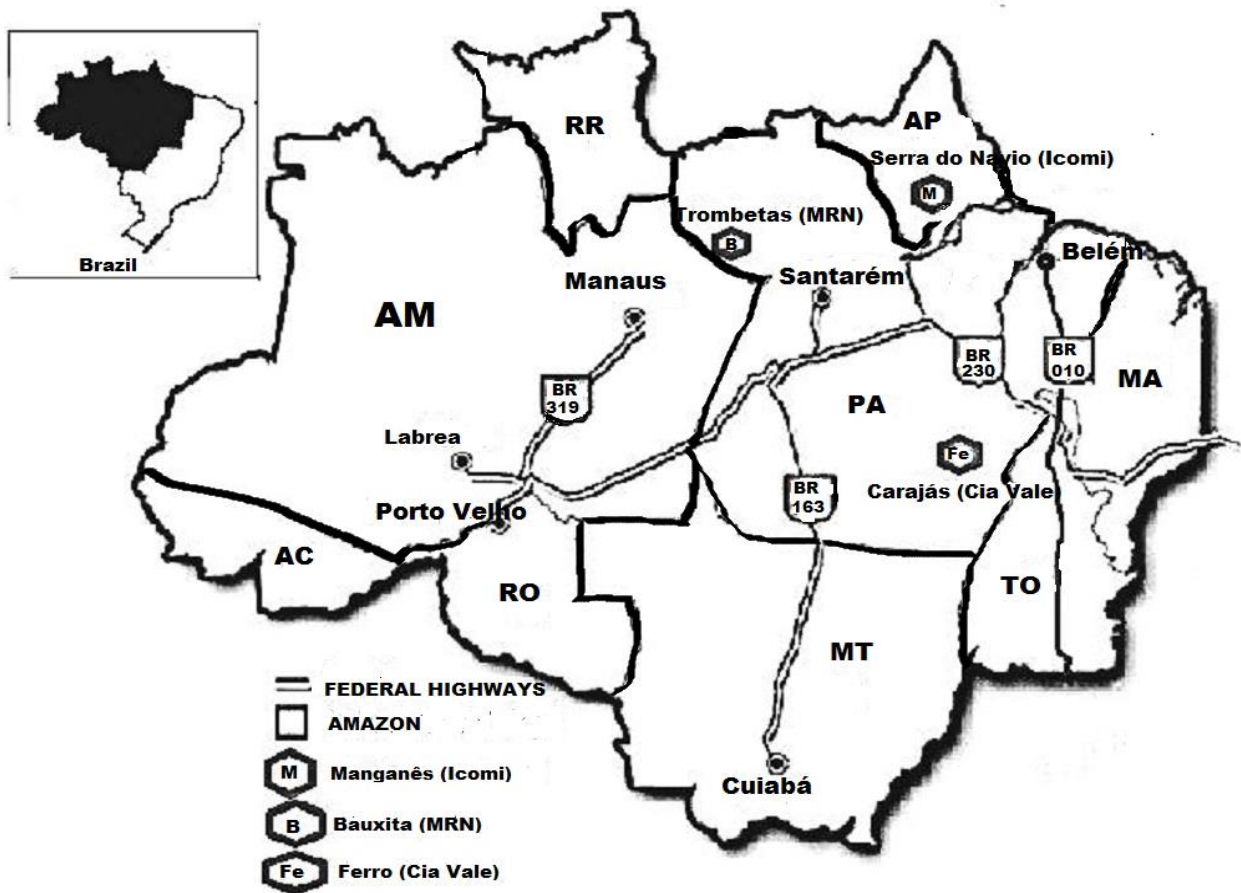 Brazil
RR
AP
Serra do Navio (Icomi)
M
Trombetas (MRN)
B
Belém
Manaus
Santarém
AM
BR
319
BR
230
BR
010
MA
PA
Labrea
Fe
Carajás (Cia Vale)
BR
163
Porto Velho
AC
RO
TO
MT
Cuiabá
FEDERAL HIGHWAYS
AMAZON
M Manganês (Icomi)
B Bauxita (MRN)
Fe Ferro (Cia Vale)